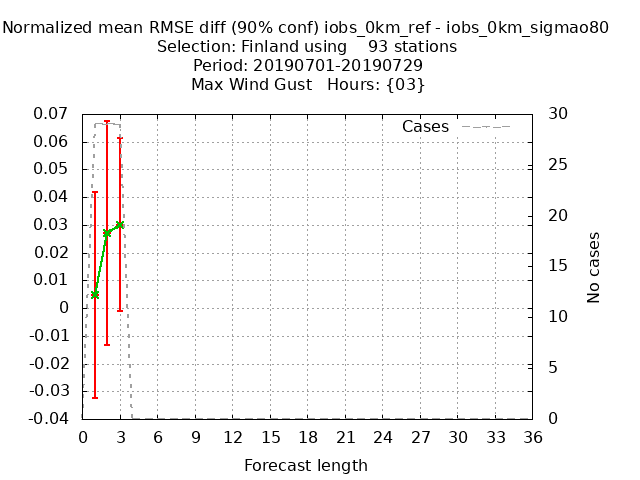 Normalized mean RMSE diff (90% conf) iobs_0km_ref - iobs_0km_sigmao80
Selection: Finland using 93 stations
Period: 20190701-20190729
Max Wind Gust Hours: {03}
Cases
0.07
0.06
0.05
0.04
0.03
0.02
0.01
0
-0.01
-0.02
-0.03
-0.04
30
25
20
15
10
5
0
No cases
0 3 6 9 12 15 18 21 24 27 30 33 36
Forecast length